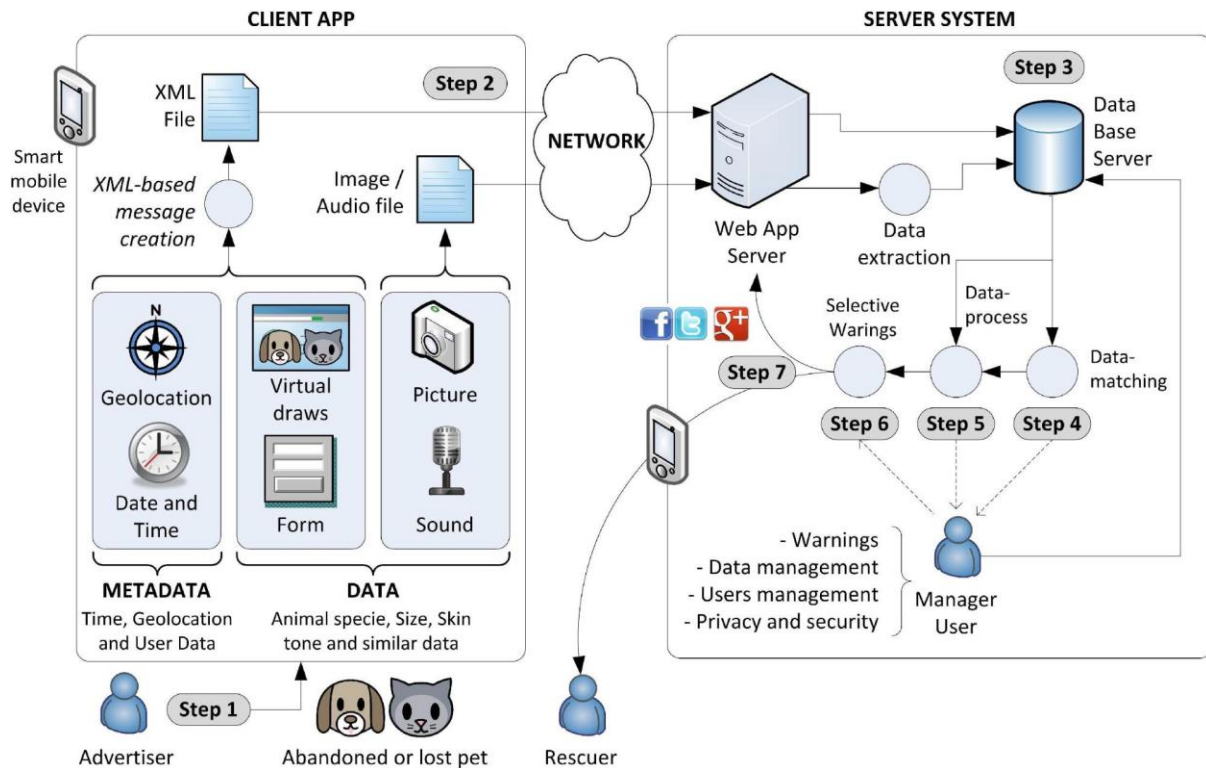 CLIENT APP
SERVER SYSTEM
Smart
mobile
device
XML
File
Step 2
XML-based
message
creation
Image /
Audio file
NETWORK
Step 3
Data
Base
Server
Web App
Server
Data
extraction
N
Geolocation
Date and
Time
Virtual
draws
Form
Picture
Sound
METADATA
Time, Geolocation
and User Data
DATA
Animal specie, Size, Skin
tone and similar data
f
t
g+
Selective
Warings
Data-
process
Data-
matching
Step 7
Step 6
Step 5
Step 4
- Warnings
- Data management
- Users management
- Privacy and security
Manager
User
Advertiser
Step 1
Abandoned or lost pet
Rescuer